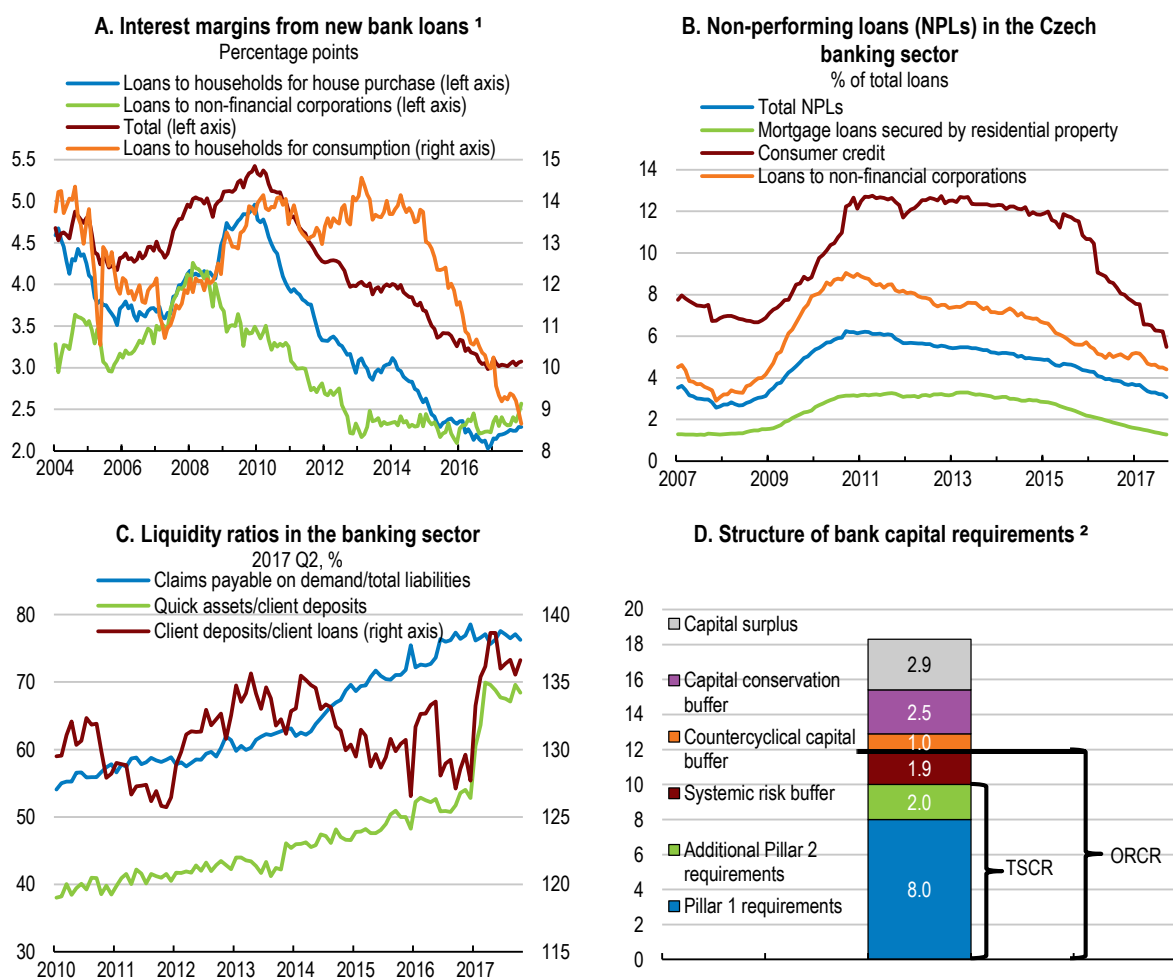 A. Interest margins from new bank loans ¹
Percentage points
Loans to households for house purchase (left axis)
Loans to non-financial corporations (left axis)
Total (left axis)
Loans to households for consumption (right axis)
5.5
5.0
4.5
4.0
3.5
3.0
2.5
2.0
15
14
13
12
11
10
9
8
2004 2006 2008 2010 2012 2014 2016
B. Non-performing loans (NPLs) in the Czech
banking sector
% of total loans
Total NPLs
Mortgage loans secured by residential property
Consumer credit
Loans to non-financial corporations
14
12
10
8
6
4
2
0
2007 2009 2011 2013 2015 2017
C. Liquidity ratios in the banking sector
2017 Q2, %
Claims payable on demand/total liabilities
Quick assets/client deposits
Client deposits/client loans (right axis)
80
70
60
50
40
30
140
135
130
125
120
115
2010 2011 2012 2013 2014 2015 2016 2017
D. Structure of bank capital requirements ²
20
18
16
14
12
10
8
6
4
2
0
Capital surplus
Capital conservation
buffer
Countercyclical capital
buffer
Systemic risk buffer
Additional Pillar 2
requirements
Pillar 1 requirements
2.9
2.5
1.0
1.9
2.0
8.0
TSCR
ORCR